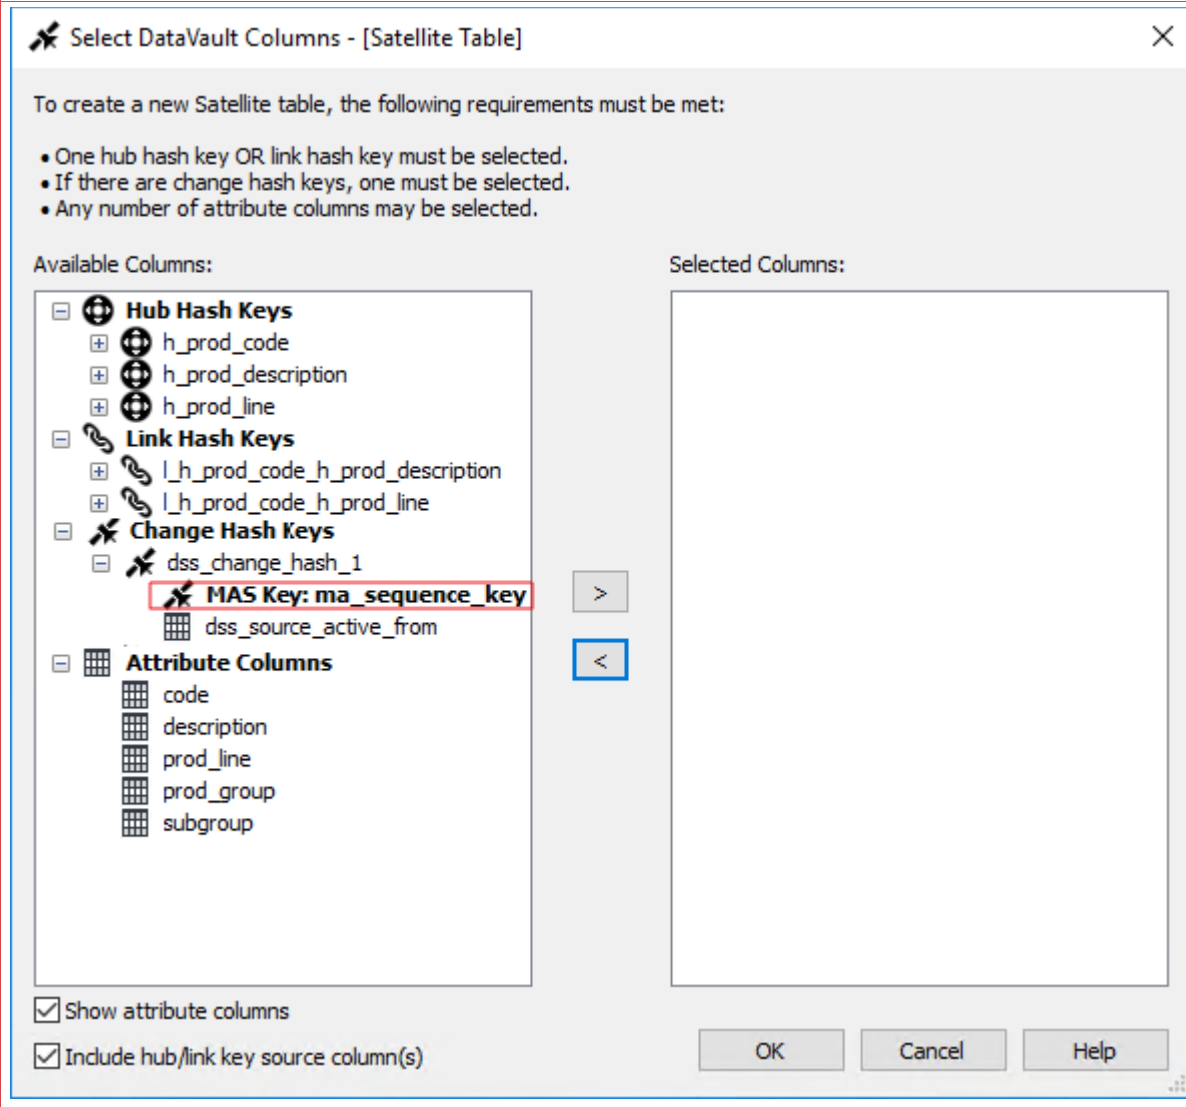 Select DataVault Columns - [Satellite Table]
To create a new Satellite table, the following requirements must be met:
• One hub hash key OR link hash key must be selected.
• If there are change hash keys, one must be selected.
• Any number of attribute columns may be selected.
Available Columns:
Selected Columns:
Hub Hash Keys
h_prod_code
h_prod_description
h_prod_line
Link Hash Keys
l_h_prod_code_h_prod_description
l_h_prod_code_h_prod_line
Change Hash Keys
dss_change_hash_1
MAS Key: ma_sequence_key
dss_source_active_from
Attribute Columns
code
description
prod_line
prod_group
subgroup
>
<
Show attribute columns
Include hub/link key source column(s)
OK
Cancel
Help